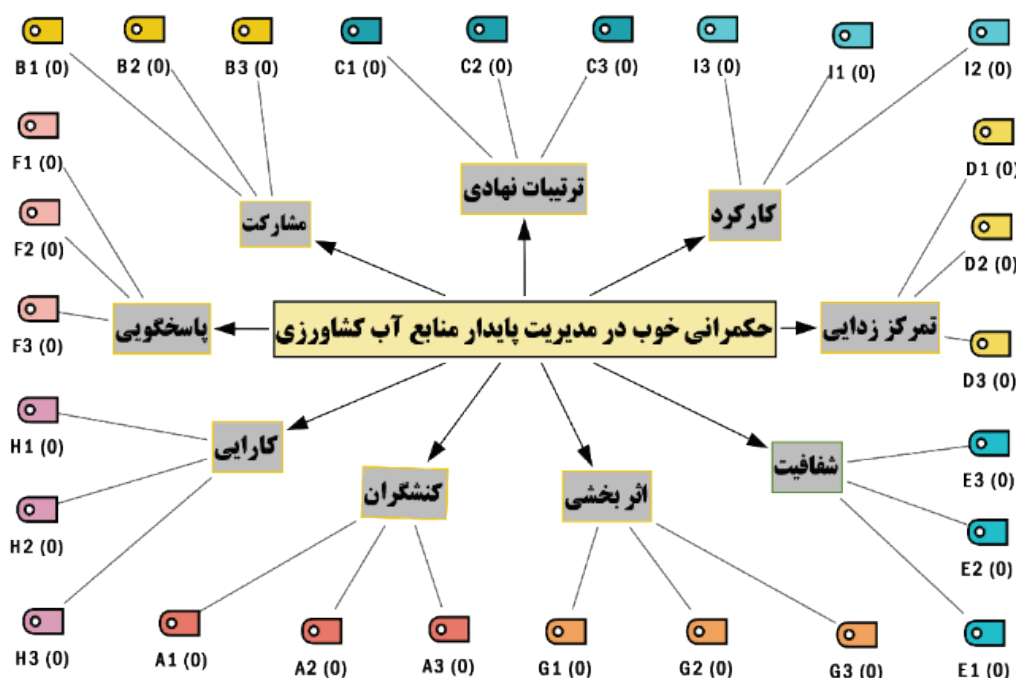 B1 (0)
B2 (0)
B3 (0)
C1 (0)
C2 (0)
C3 (0)
I3 (0)
I1 (0)
I2 (0)
F1 (0)
D1 (0)
ترتیبات نهادی
کارکرد
مشارکت
F2 (0)
D2 (0)
پاسخگویی
حکمرانی خوب در مدیریت پایدار منابع آب کشاورزی
تمرکز زدایی
F3 (0)
D3 (0)
H1 (0)
کارایی
شفافیت
E3 (0)
کنشگران
اثر بخشی
H2 (0)
E2 (0)
H3 (0)
A1 (0)
A2 (0)
A3 (0)
G1 (0)
G2 (0)
G3 (0)
E1 (0)